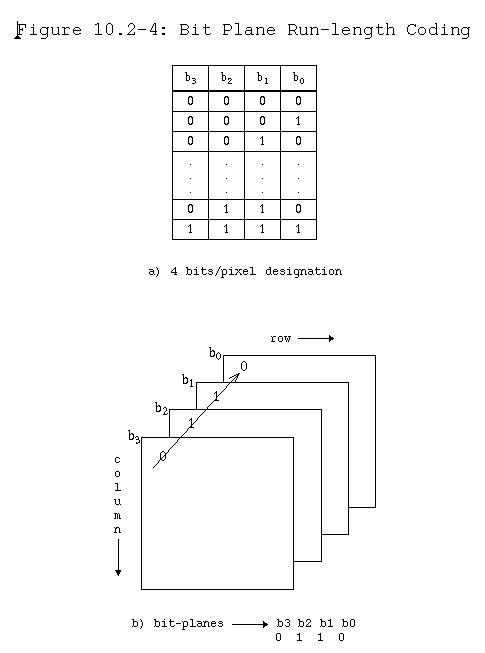 Figure 10.2-4: Bit Plane Run-length Coding
b3 b2 b1 b0
0 0 0 0
0 0 0 1
0 0 1 0
. . . .
. . . .
. . . .
0 1 1 0
1 1 1 1
a) 4 bits/pixel designation
row
b0
0
b1
1
b2
1
b3
0
column
b) bit-planes b3 b2 b1 b0
0 1 1 0